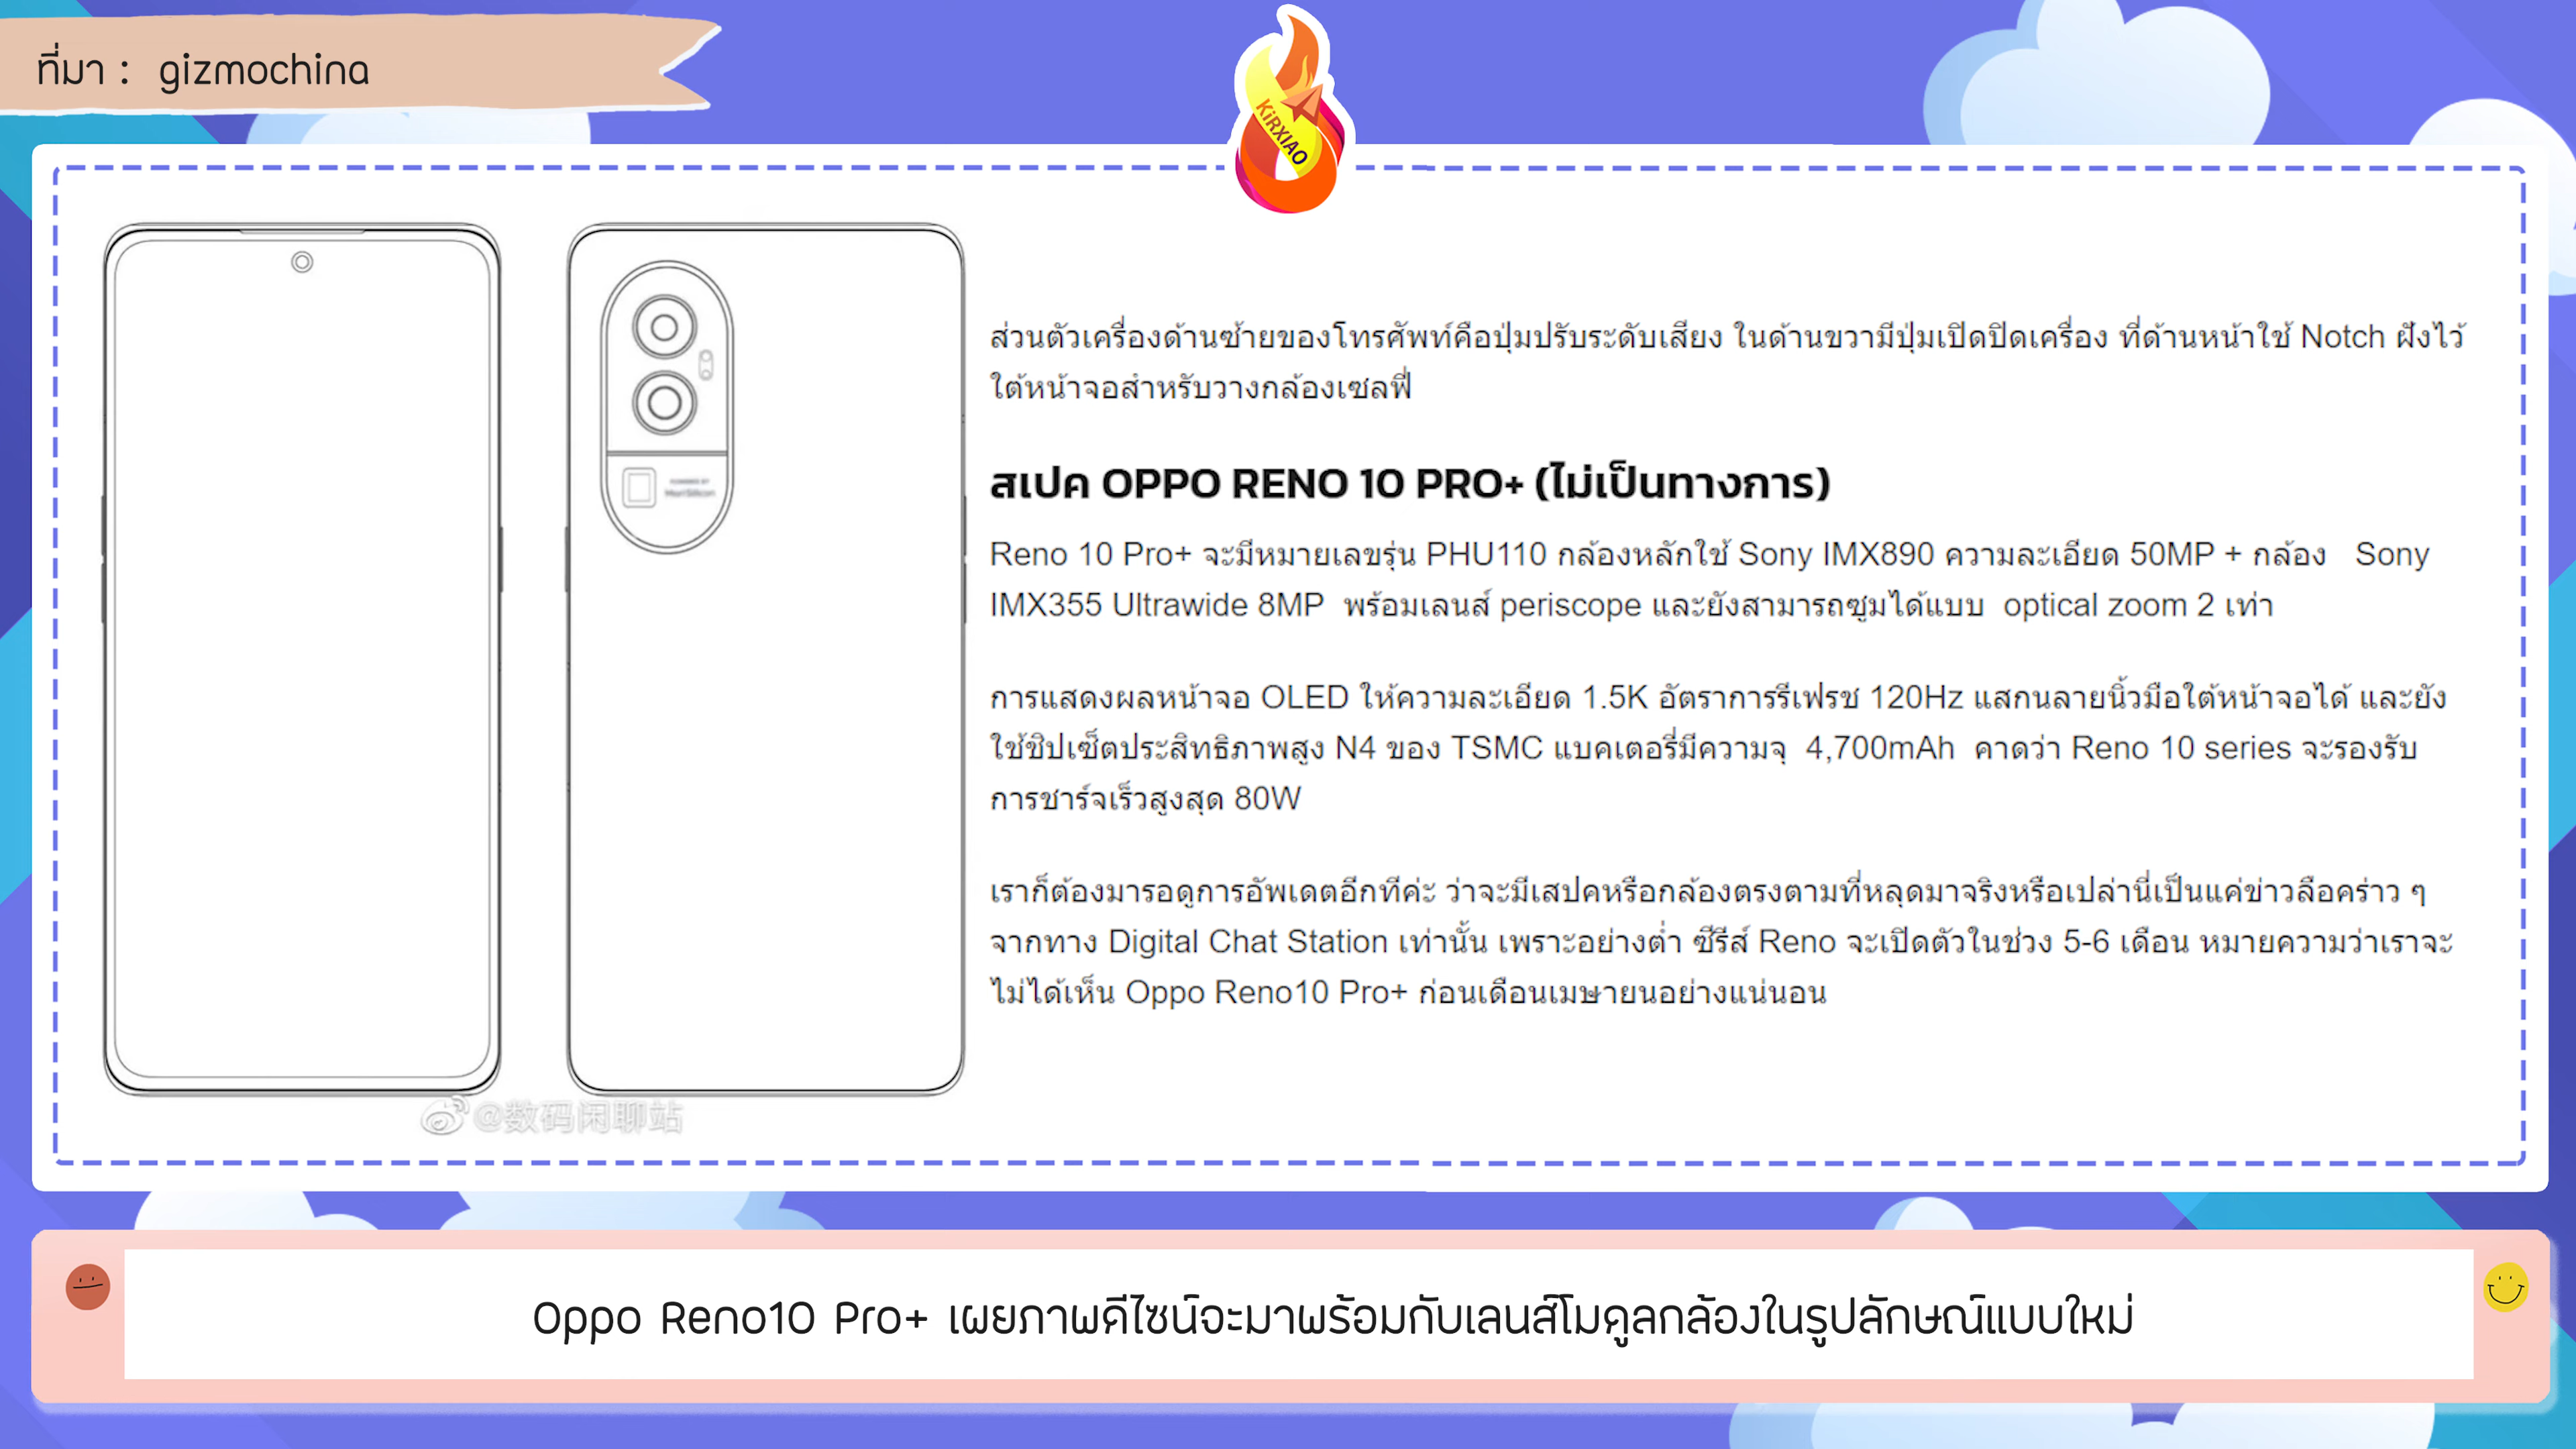 ที่มา : gizmochina
KiRXIAO
ส่วนตัวเครื่องด้านซ้ายของโทรศัพท์คือปุ่มปรับระดับเสียง ในด้านขวามีปุ่มเปิดปิดเครื่อง ที่ด้านหน้าใช้ Notch ฝังไว้
ใต้หน้าจอสำหรับวางกล้องเซลฟี่
สเปค OPPO RENO 10 PRO+ (ไม่เป็นทางการ)
Reno 10 Pro+ จะมีหมายเลขรุ่น PHU110 กล้องหลักใช้ Sony IMX890 ความละเอียด 50MP + กล้อง Sony
IMX355 Ultrawide 8MP พร้อมเลนส์ periscope และยังสามารถซูมได้แบบ optical zoom 2 เท่า
การแสดงผลหน้าจอ OLED ให้ความละเอียด 1.5K อัตราการรีเฟรช 120Hz แสกนลายนิ้วมือใต้หน้าจอได้ และยัง
ใช้ชิปเซ็ตประสิทธิภาพสูง N4 ของ TSMC แบคเตอรี่มีความจุ 4,700mAh คาดว่า Reno 10 series จะรองรับ
การชาร์จเร็วสูงสุด 80W
เราก็ต้องมารอดูการอัพเดตอีกทีค่ะ ว่าจะมีเสปคหรือกล้องตรงตามที่หลุดมาจริงหรือเปล่านี่เป็นแค่ข่าวลือคร่าว ๆ
จากทาง Digital Chat Station เท่านั้น เพราะอย่างต่ำ ซีรีส์ Reno จะเปิดตัวในช่วง 5-6 เดือน หมายความว่าเราจะ
ไม่ได้เห็น Oppo Reno10 Pro+ ก่อนเดือนเมษายนอย่างแน่นอน
POWERED BY
MariSilicon
@数码闲聊站
Oppo Reno10 Pro+ เผยภาพดีไซน์จะมาพร้อมกับเลนส์โมดูลกล้องในรูปลักษณ์แบบใหม่